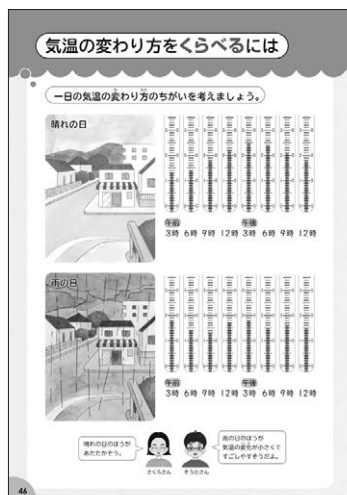 気温の変わり方をくらべるには
一日の気温の変わり方のちがいを考えましょう。
晴れの日
午前 午後
3時 6時 9時 12時 3時 6時 9時 12時
雨の日
午前 午後
3時 6時 9時 12時 3時 6時 9時 12時
晴れの日のほうが
あたたかそう。
さくらさん
雨の日のほうが
気温の変化が小さくて
すごしやすそうだよ。
そうたさん
46